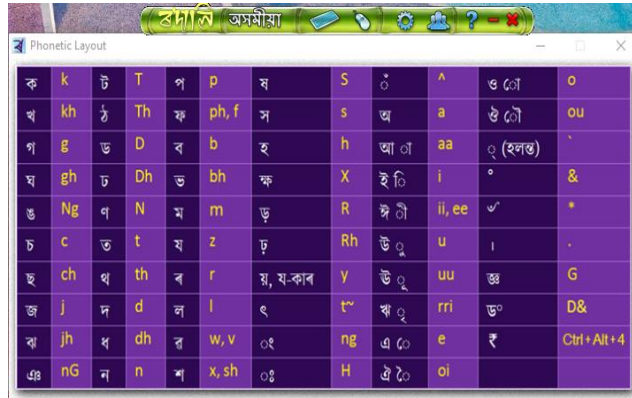 ৰদালি অসমীয়া ?
Phonetic Layout
ক k ট T প p ষ S ঁ ^ ও ো o
খ kh ঠ Th ফ ph, f স s অ a ঔ ৌ ou
গ g ড D ব b হ h আ া aa ্ (হলন্ত) `
ঘ gh ঢ Dh ভ bh ক্ষ X ই ি i ° &
ঙ Ng ণ N ম m ড় R ঈ ী ii, ee ৺ *
চ c ত t য z ঢ় Rh উ ু u । .
ছ ch থ th ৰ r য়, য-কাৰ y ঊ ূ uu জ্ঞ G
জ j দ d ল l ৎ t~ ঋ ৃ rri ড° D&
ঝ jh ধ dh ৱ w, v ং ng এ ে e ₹ Ctrl+Alt+4
ঞ nG ন n শ x, sh ঃ H ঐ ৈ oi